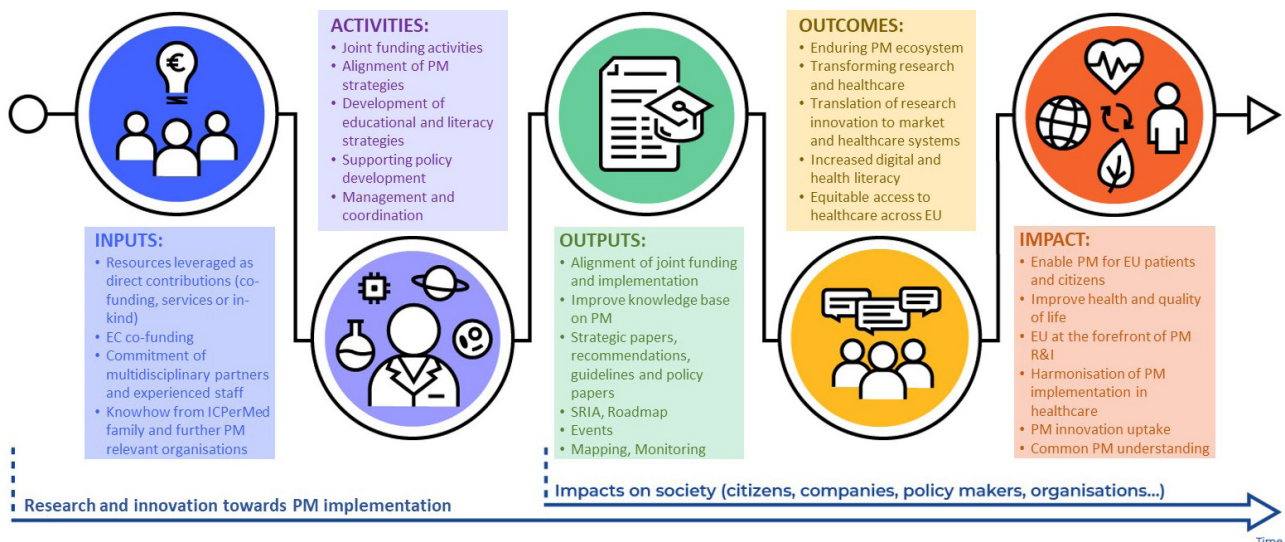 ACTIVITIES:
• Joint funding activities
• Alignment of PM
strategies
• Development of
educational and literacy
strategies
• Supporting policy
development
• Management and
coordination
OUTCOMES:
• Enduring PM ecosystem
• Transforming research
and healthcare
• Translation of research
innovation to market
and healthcare systems
• Increased digital and
health literacy
• Equitable access to
healthcare across EU
€
INPUTS:
• Resources leveraged as
direct contributions (co-
funding, services or in-
kind)
• EC co-funding
• Commitment of
multidisciplinary partners
and experienced staff
• Knowhow from ICPerMed
family and further PM
relevant organisations
OUTPUTS:
• Alignment of joint funding
and implementation
• Improve knowledge base
on PM
• Strategic papers,
recommendations,
guidelines and policy
papers
• SRIA, Roadmap
• Events
• Mapping, Monitoring
IMPACT:
• Enable PM for EU patients
and citizens
• Improve health and quality
of life
• EU at the forefront of PM
R&I
• Harmonisation of PM
implementation in
healthcare
• PM innovation uptake
• Common PM understanding
Impacts on society (citizens, companies, policy makers, organisations...)
Research and innovation towards PM implementation
Time